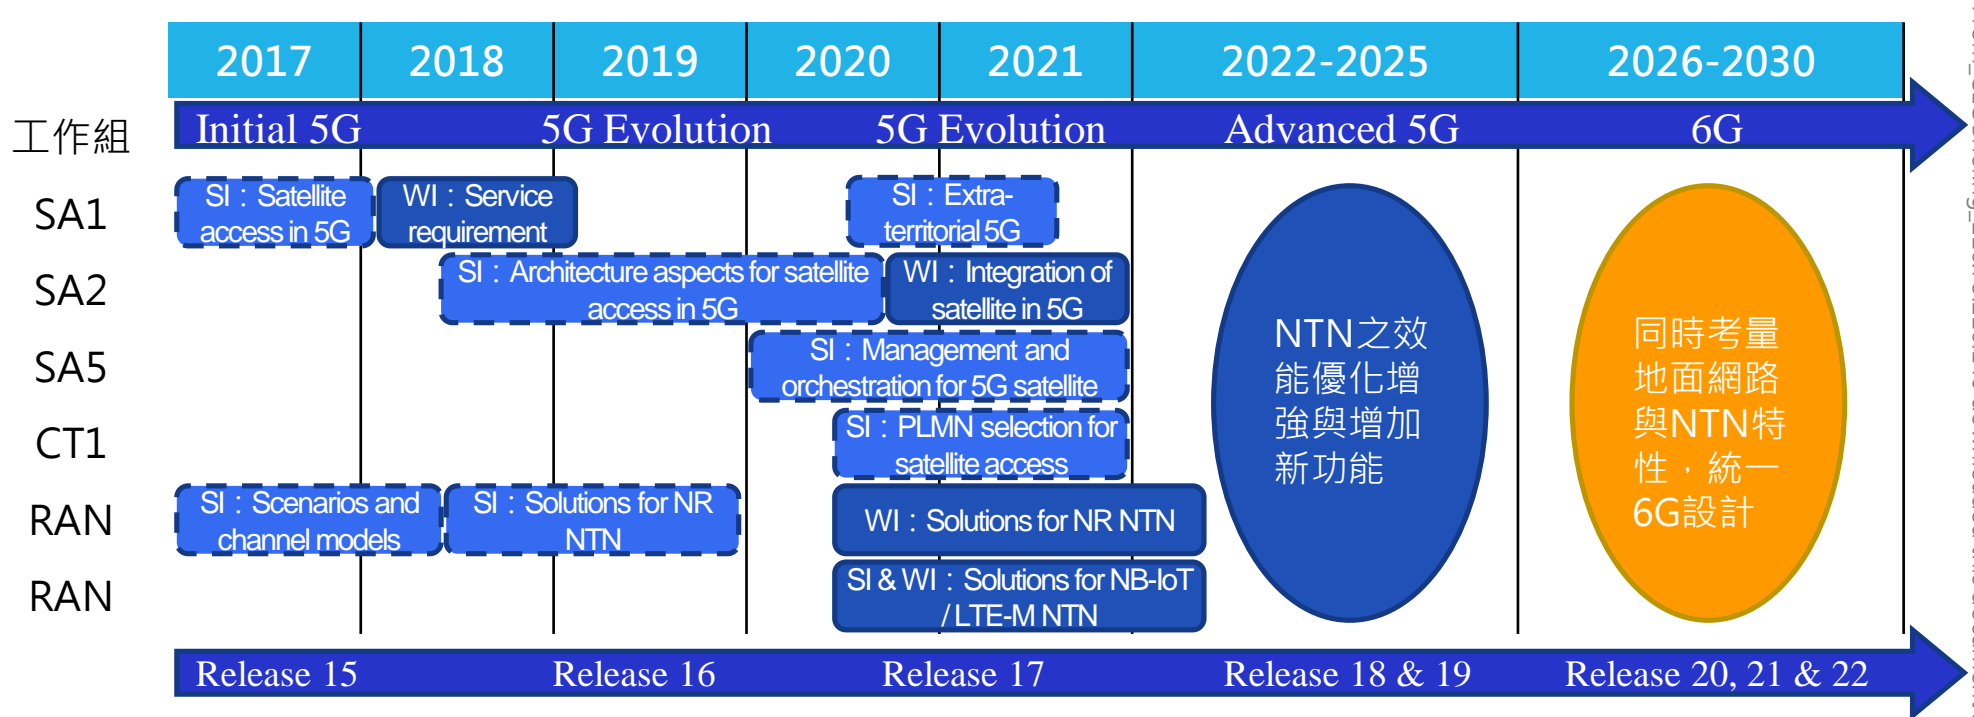 2017
2018
2019
2020
2021
2022-2025
2026-2030
工作組
Initial 5G
5G Evolution
5G Evolution
Advanced 5G
6G
SA1
SI：Satellite
access in 5G
WI：Service
requirement
SI：Extra-
territorial 5G
SA2
SI：Architecture aspects for satellite
access in 5G
WI：Integration of
satellite in 5G
SA5
SI：Management and
orchestration for 5G satellite
CT1
SI：PLMN selection for
satellite access
RAN
SI：Scenarios and
channel models
SI：Solutions for NR
NTN
WI：Solutions for NR NTN
RAN
SI & WI：Solutions for NB-IoT
/ LTE-M NTN
NTN之效
能優化增
強與增加
新功能
同時考量
地面網路
與NTN特
性，統一
6G設計
Release 15
Release 16
Release 17
Release 18 & 19
Release 20, 21 & 22